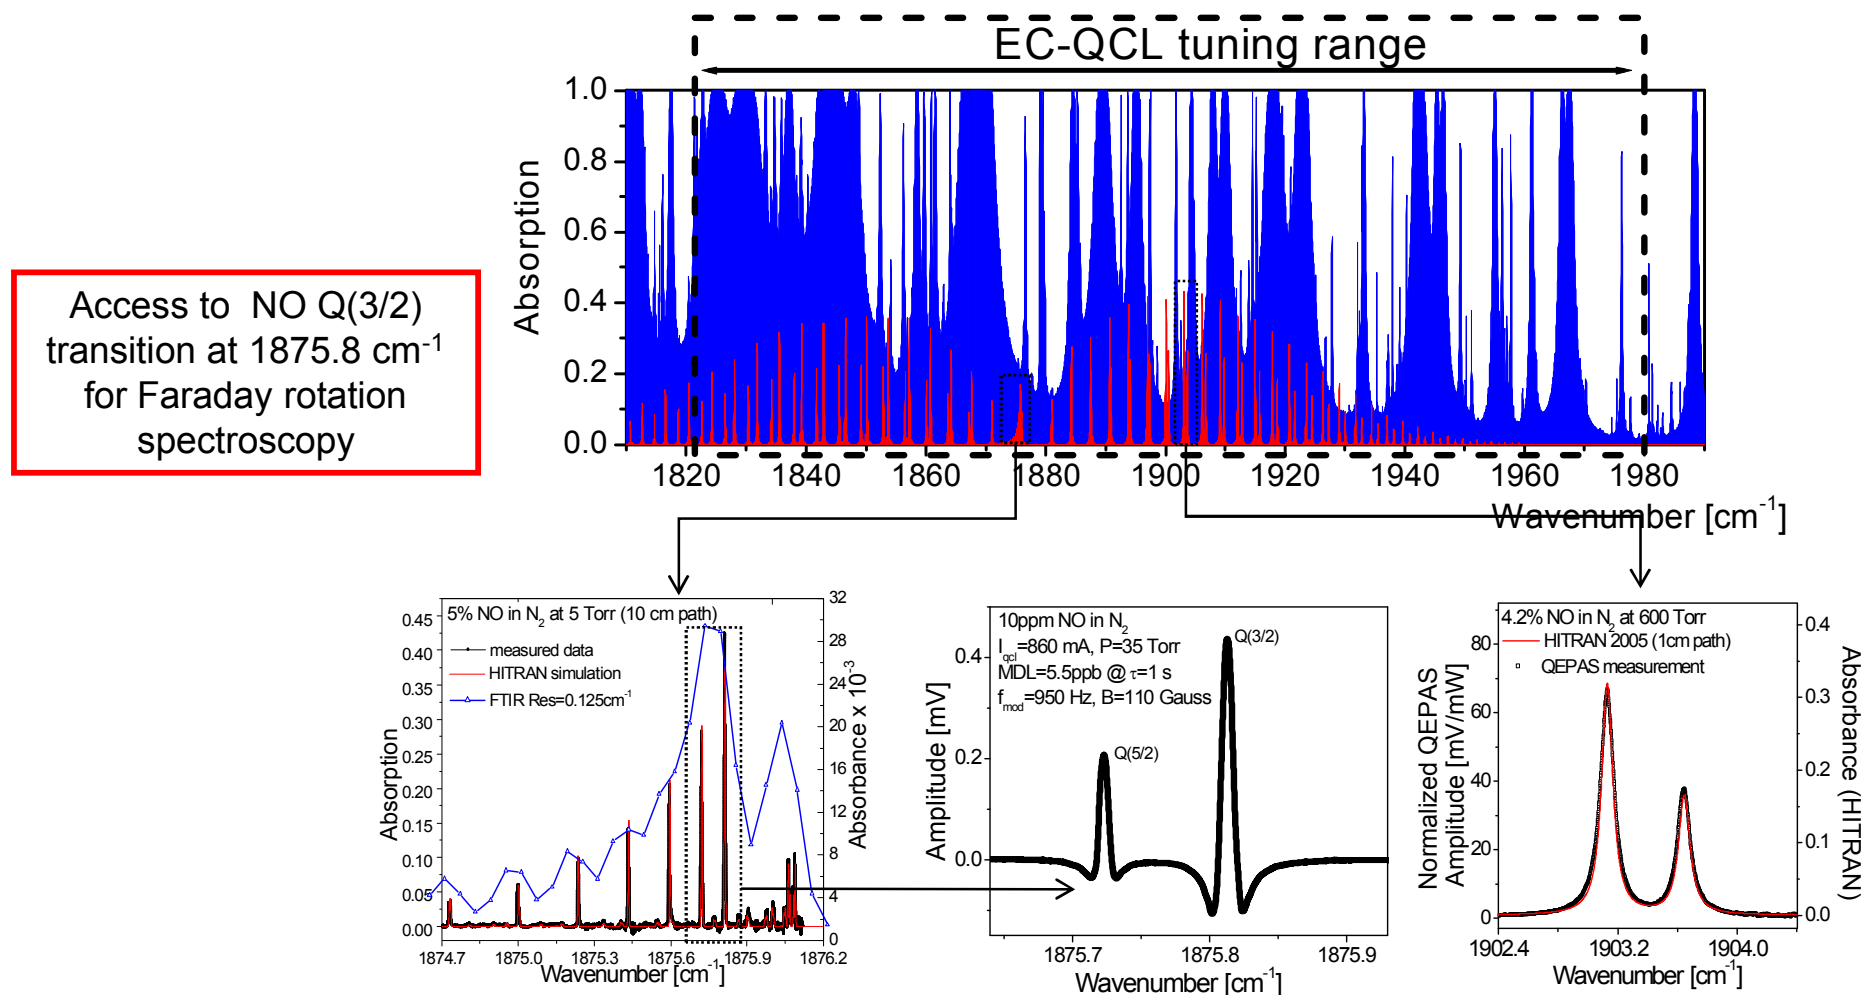 EC-QCL tuning range
1.0
0.8
0.6
0.4
0.2
0.0
Absorption
1820 1840 1860 1880 1900 1920 1940 1960 1980
Wavenumber [cm⁻¹]
Access to NO Q(3/2)
transition at 1875.8 cm⁻¹
for Faraday rotation
spectroscopy
5% NO in N₂ at 5 Torr (10 cm path)
measured data
HITRAN simulation
FTIR Res=0.125cm⁻¹
0.45
0.40
0.35
0.30
0.25
0.20
0.15
0.10
0.05
0.00
Absorption
32
28
24
20
16
12
8
4
0
Absorbance x 10⁻³
1874.7 1875.0 1875.3 1875.6 1875.9 1876.2
Wavenumber [cm⁻¹]
10ppm NO in N₂
I_qcl=860 mA, P=35 Torr
MDL=5.5ppb @ τ=1 s
f_mod=950 Hz, B=110 Gauss
Q(3/2)
Q(5/2)
0.4
0.2
0.0
Amplitude [mV]
1875.7 1875.8 1875.9
Wavenumber [cm⁻¹]
4.2% NO in N₂ at 600 Torr
HITRAN 2005 (1cm path)
QEPAS measurement
80
60
40
20
0
Normalized QEPAS
Amplitude [mV/mW]
0.4
0.3
0.2
0.1
0.0
Absorbance (HITRAN)
1902.4 1903.2 1904.0
Wavenumber [cm⁻¹]